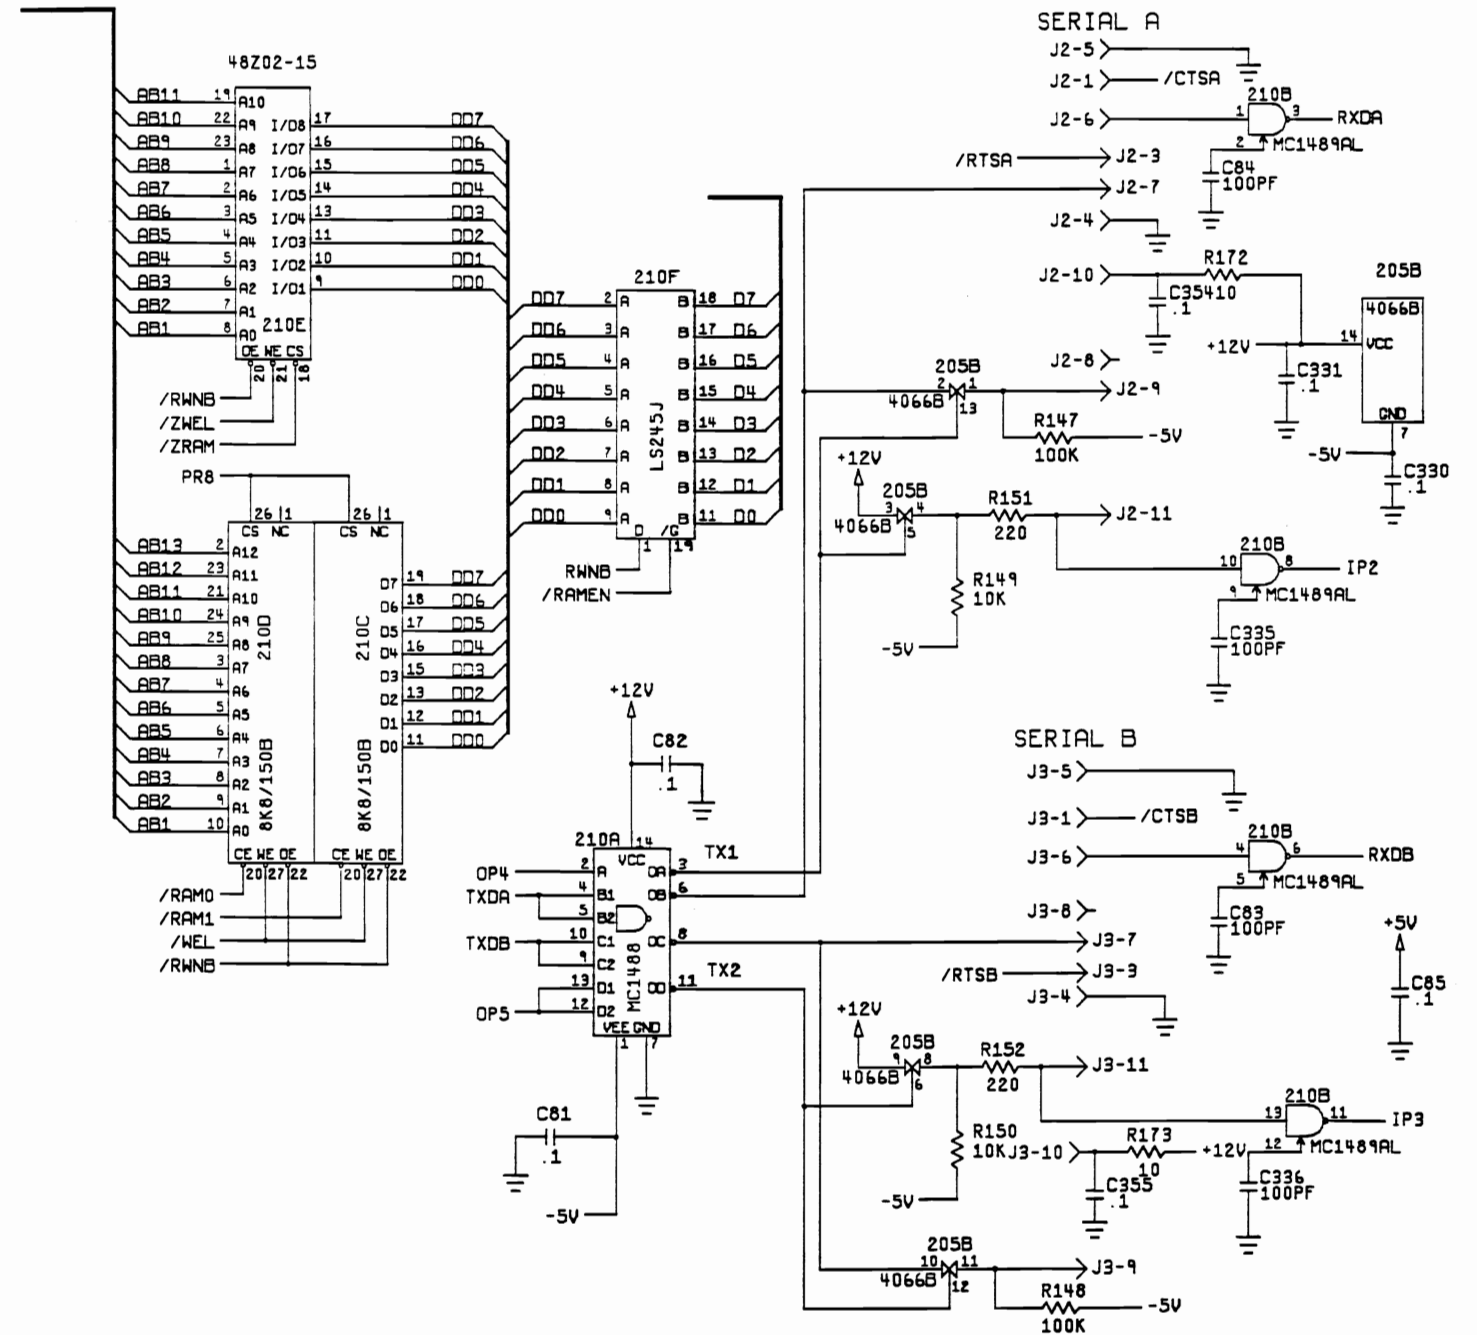 48Z02-15
AB11 19 A10
AB10 22 A9 I/O8 17 DD7
AB9 23 A8 I/O7 16 DD6
AB8 1 A7 I/O6 15 DD5
AB7 2 A6 I/O5 14 DD4
AB6 3 A5 I/O4 13 DD3
AB5 4 A4 I/O3 11 DD2
AB4 5 A3 I/O2 10 DD1
AB3 6 A2 I/O1 9 DD0
AB2 7 A1
AB1 8 A0
210E
OE WE CS
20 21 18
/RWNB
/ZWEL
/ZRAM
PR8
26 1 26 1
CS NC CS NC
AB13 2 A12
AB12 23 A11
AB11 21 A10
AB10 24 A9
AB9 25 A8
AB8 3 A7
AB7 4 A6
AB6 5 A5
AB5 6 A4
AB4 7 A3
AB3 8 A2
AB2 9 A1
AB1 10 A0
210D
8K8/150B
210C
8K8/150B
D7 19 DD7
D6 18 DD6
D5 17 DD5
D4 16 DD4
D3 15 DD3
D2 13 DD2
D1 12 DD1
D0 11 DD0
CE WE OE CE WE OE
20 27 22 20 27 22
/RAM0
/RAM1
/WEL
/RWNB
210F
DD7 2 A B 18 D7
DD6 3 A B 17 D6
DD5 4 A B 16 D5
DD4 5 A B 15 D4
DD3 6 A B 14 D3
DD2 7 A B 13 D2
DD1 8 A B 12 D1
DD0 9 A B 11 D0
LS245J
D /G
1 19
RWNB
/RAMEN
+12V
C82
.1
210A 14
VCC
OP4 2 A OA 3 TX1
TXDA 4 B1 OB 6
5 B2
TXDB 10 C1 OC 8
9 C2
13 D1 OD 11 TX2
OP5 12 D2
MC1488
VEE GND
1 7
C81
.1
-5V
SERIAL A
J2-5
J2-1 /CTSA
J2-6
210B
1 3 RXDA
2 MC1489AL
C84
100PF
/RTSA J2-3
J2-7
J2-4
J2-10
R172
C35410
.1
205B
4066B
+12V 14 VCC
C331
.1
GND
7
-5V
C330
.1
J2-8
205B
2 1
4066B 13
J2-9
R147
100K
-5V
+12V
205B
3 4
4066B 5
R151
220
J2-11
R149
10K
-5V
210B
10 8 IP2
9 MC1489AL
C335
100PF
SERIAL B
J3-5
J3-1 /CTSB
J3-6
210B
4 6 RXDB
5 MC1489AL
C83
100PF
J3-8
J3-7
/RTSB J3-3
J3-4
+5V
C85
.1
+12V
205B
9 8
4066B 6
R152
220
J3-11
210B
13 11 IP3
12 MC1489AL
C336
100PF
R150
10K
-5V
J3-10
R173
10
+12V
C355
.1
205B
10 11
4066B 12
J3-9
R148
100K
-5V